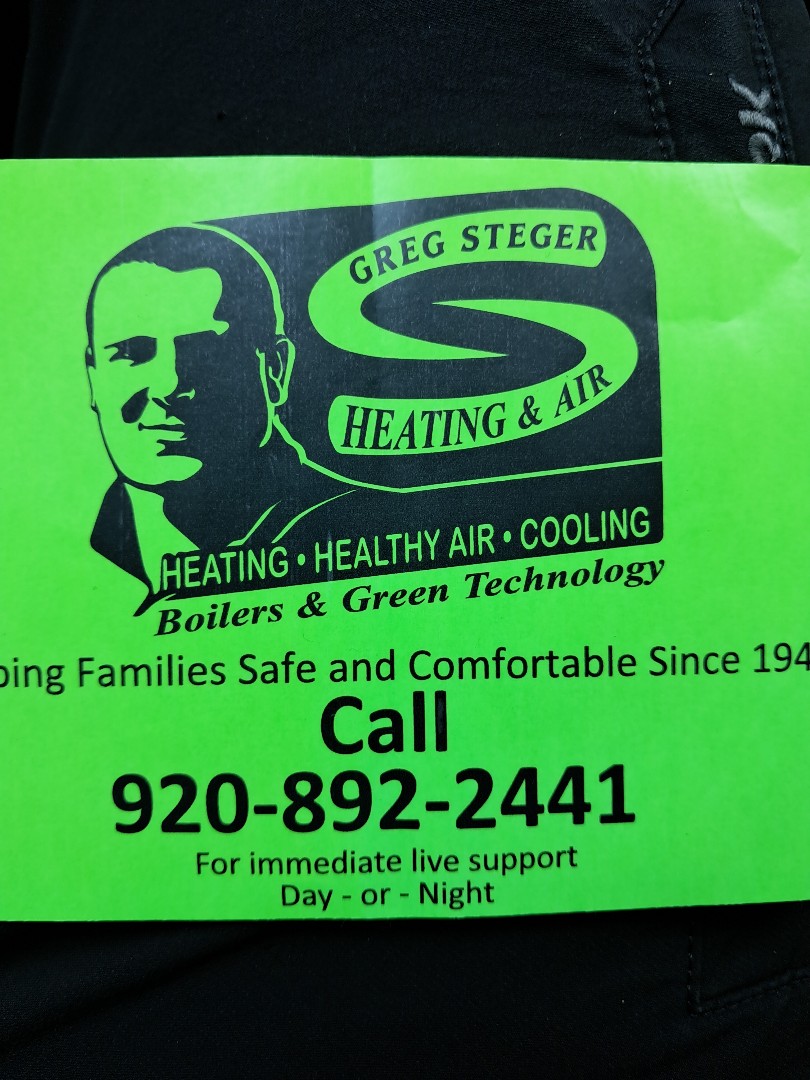 GREG STEGER
HEATING & AIR
HEATING • HEALTHY AIR • COOLING
Boilers & Green Technology
Families Safe and Comfortable Since
Call
920-892-2441
For immediate live support
Day - or - Night